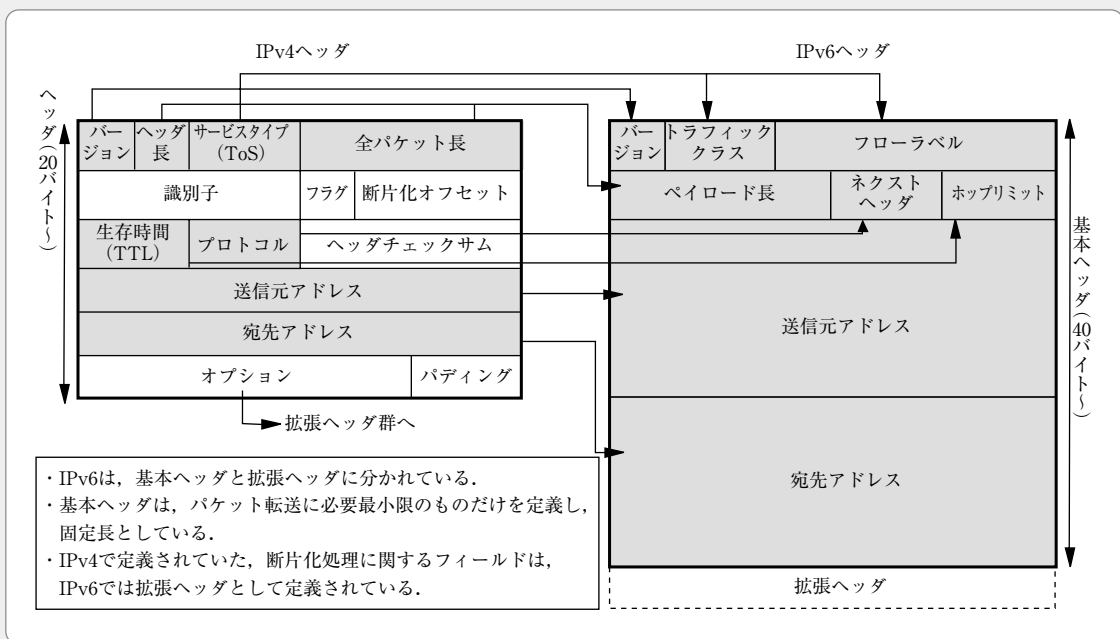 IPv4ヘッダ
IPv6ヘッダ
ヘッダ(20バイト〜)
バー
ジョン
ヘッダ
長
サービスタイプ
(ToS)
全パケット長
識別子
フラグ
断片化オフセット
生存時間
(TTL)
プロトコル
ヘッダチェックサム
送信元アドレス
宛先アドレス
オプション
パディング
拡張ヘッダ群へ
バー
ジョン
トラフィック
クラス
フローラベル
ペイロード長
ネクスト
ヘッダ
ホップリミット
送信元アドレス
宛先アドレス
拡張ヘッダ
基本ヘッダ(40バイト〜)
・IPv6は，基本ヘッダと拡張ヘッダに分かれている．
・基本ヘッダは，パケット転送に必要最小限のものだけを定義し，
固定長としている．
・IPv4で定義されていた，断片化処理に関するフィールドは，
IPv6では拡張ヘッダとして定義されている．